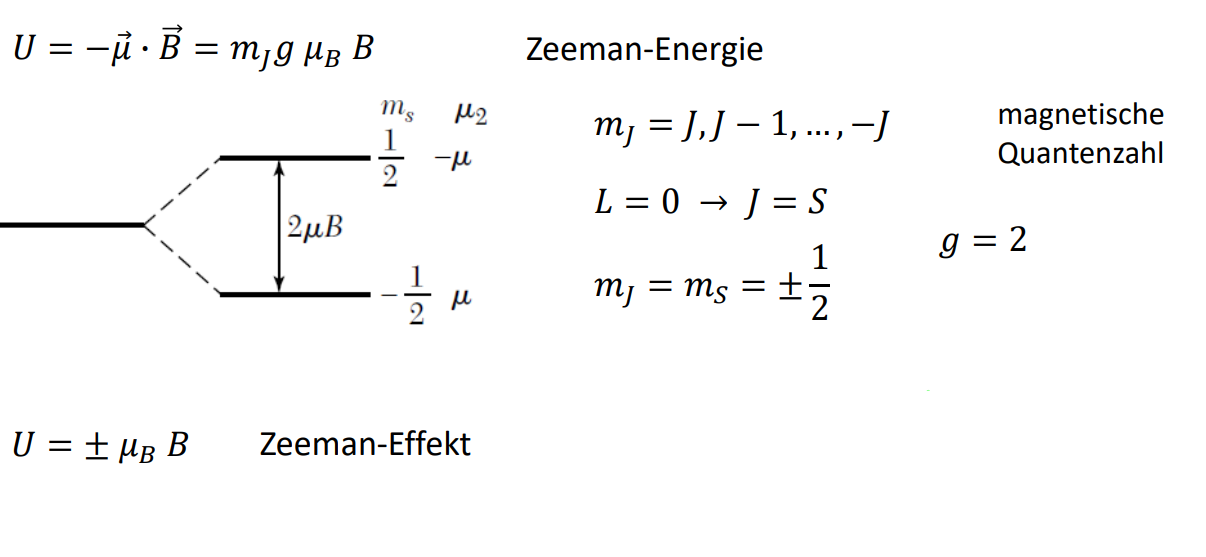 U = −μ⃗ · B⃗ = m_J g μ_B B
Zeeman-Energie
m_s μ_2
1/2 −μ
2μB
−1/2 μ
m_J = J, J − 1, … , −J
magnetische
Quantenzahl
L = 0 → J = S
g = 2
m_J = m_S = ±1/2
U = ± μ_B B
Zeeman-Effekt